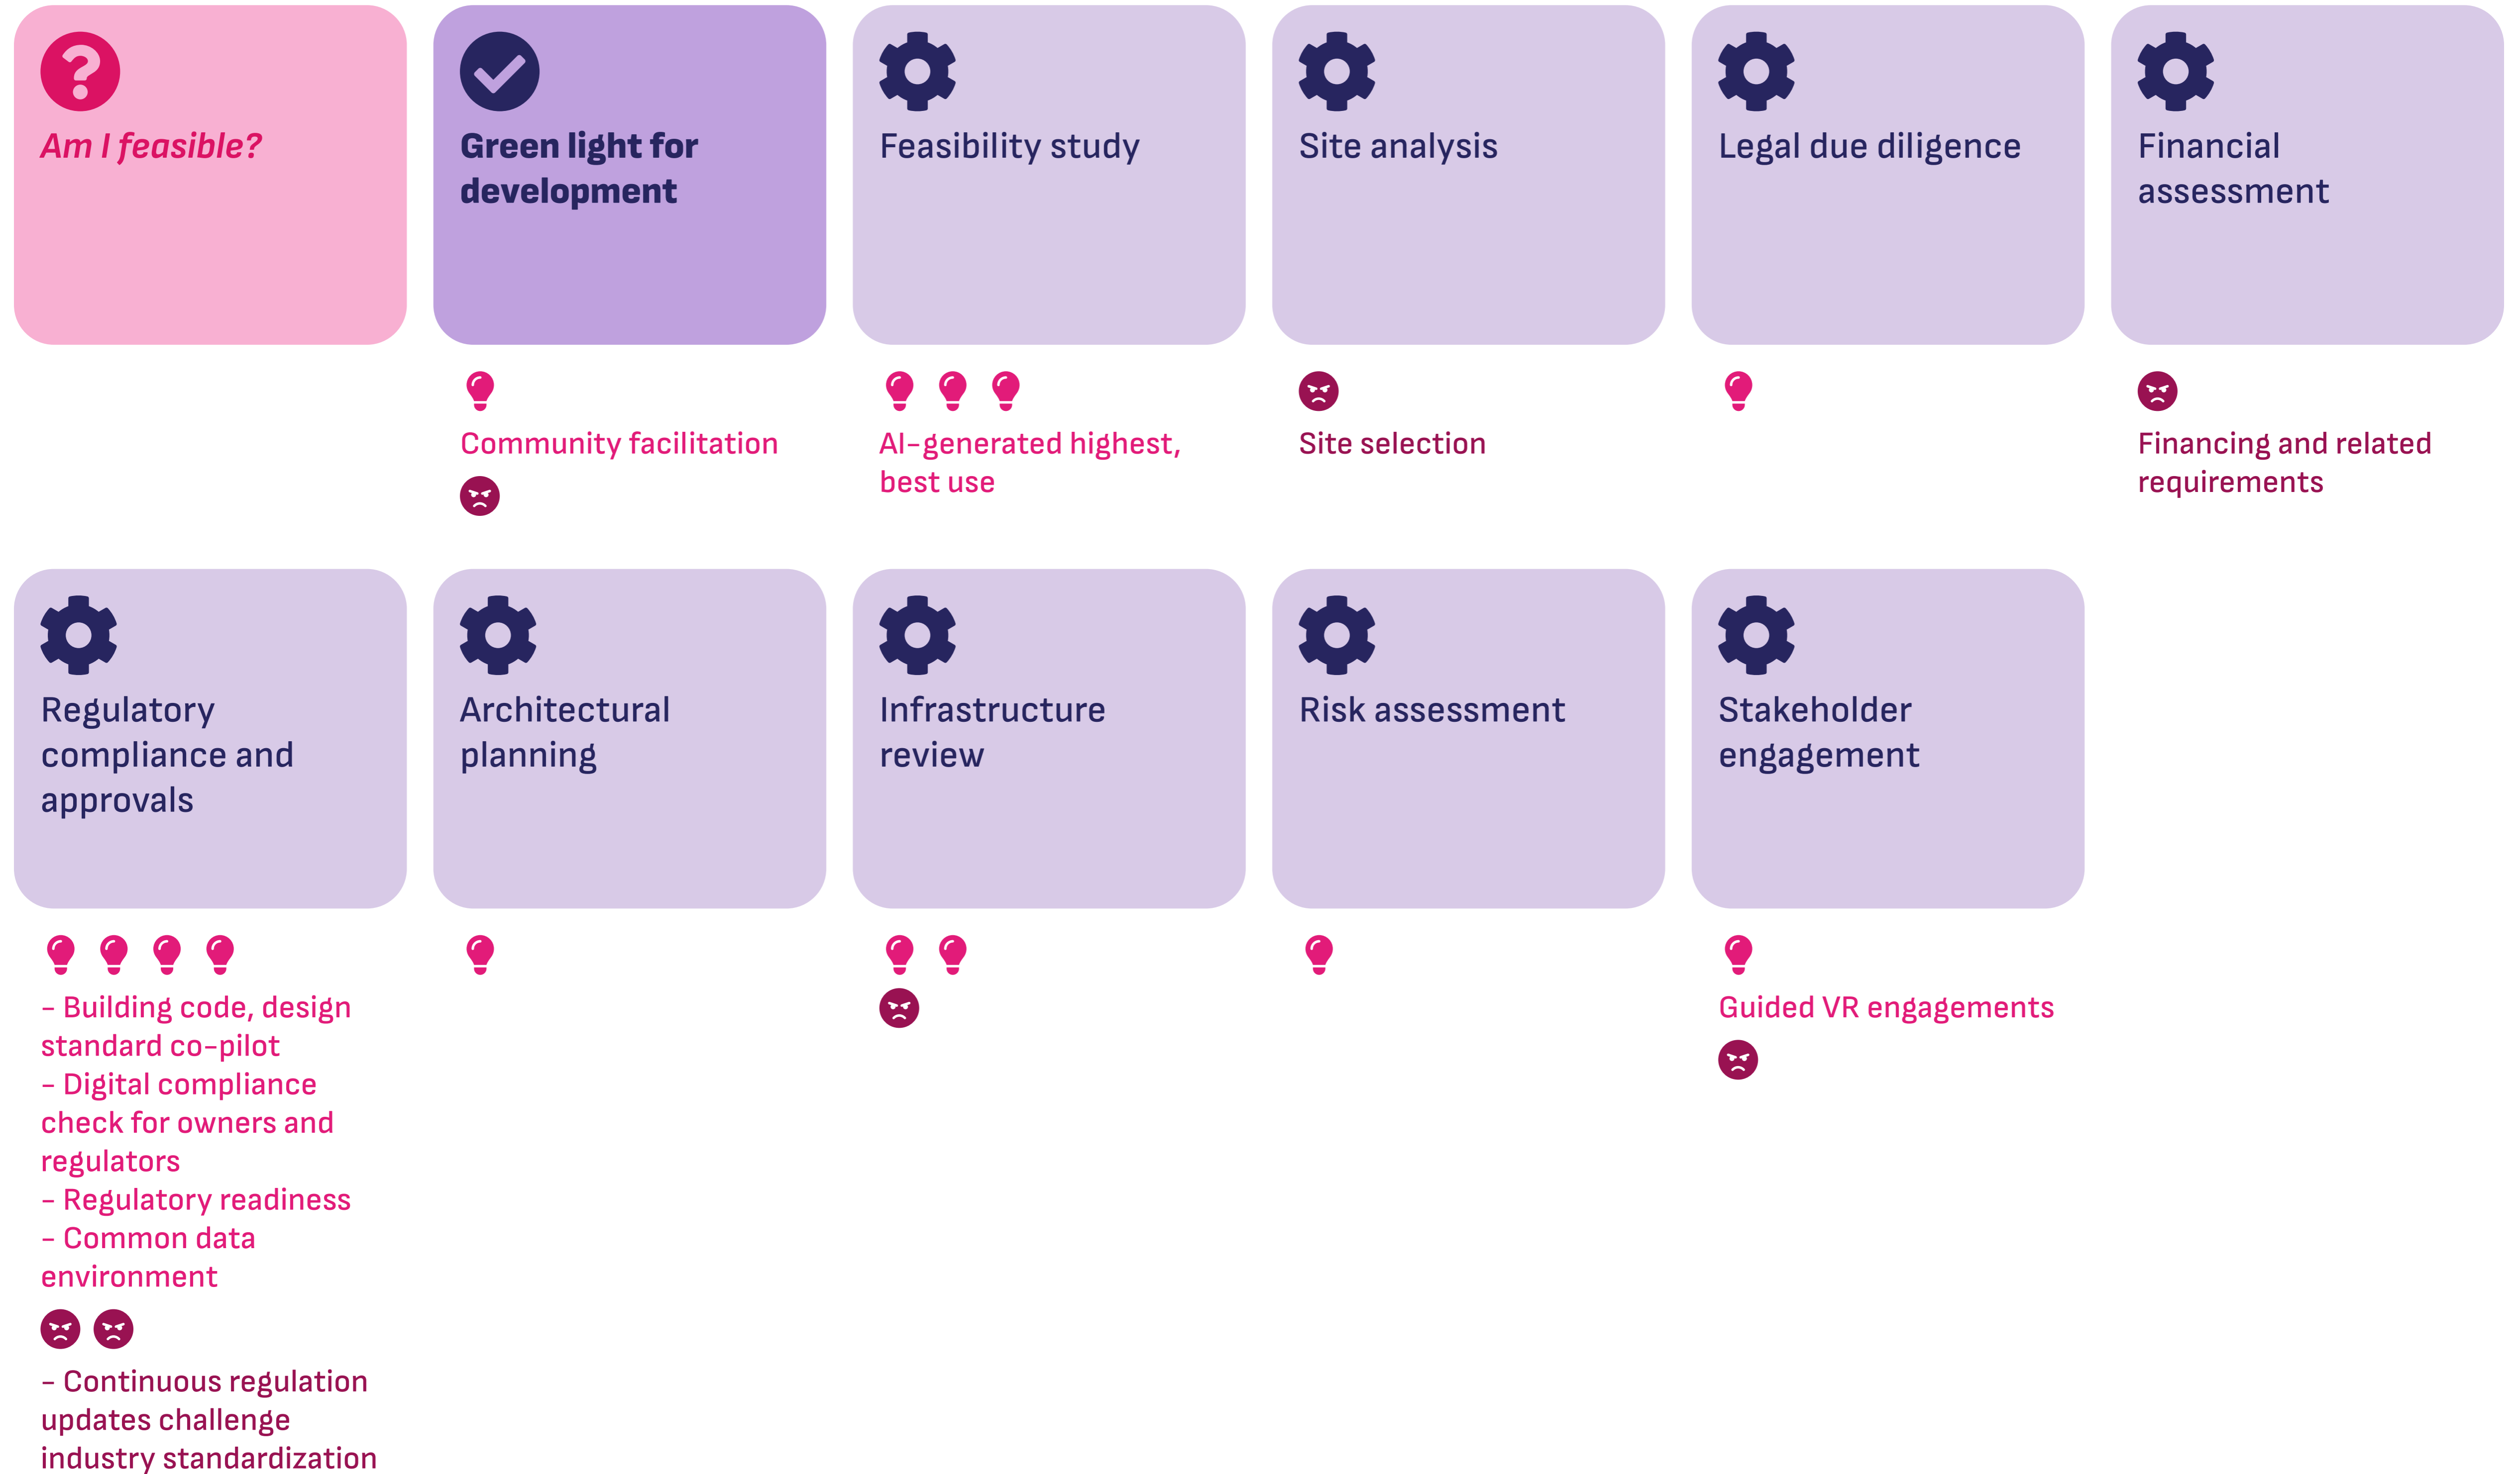 Am I feasible?
Green light for
development
Feasibility study
Site analysis
Legal due diligence
Financial
assessment
Community facilitation
AI-generated highest,
best use
Site selection
Financing and related
requirements
Regulatory
compliance and
approvals
Architectural
planning
Infrastructure
review
Risk assessment
Stakeholder
engagement
- Building code, design
standard co-pilot
- Digital compliance
check for owners and
regulators
- Regulatory readiness
- Common data
environment
- Continuous regulation
updates challenge
industry standardization
Guided VR engagements